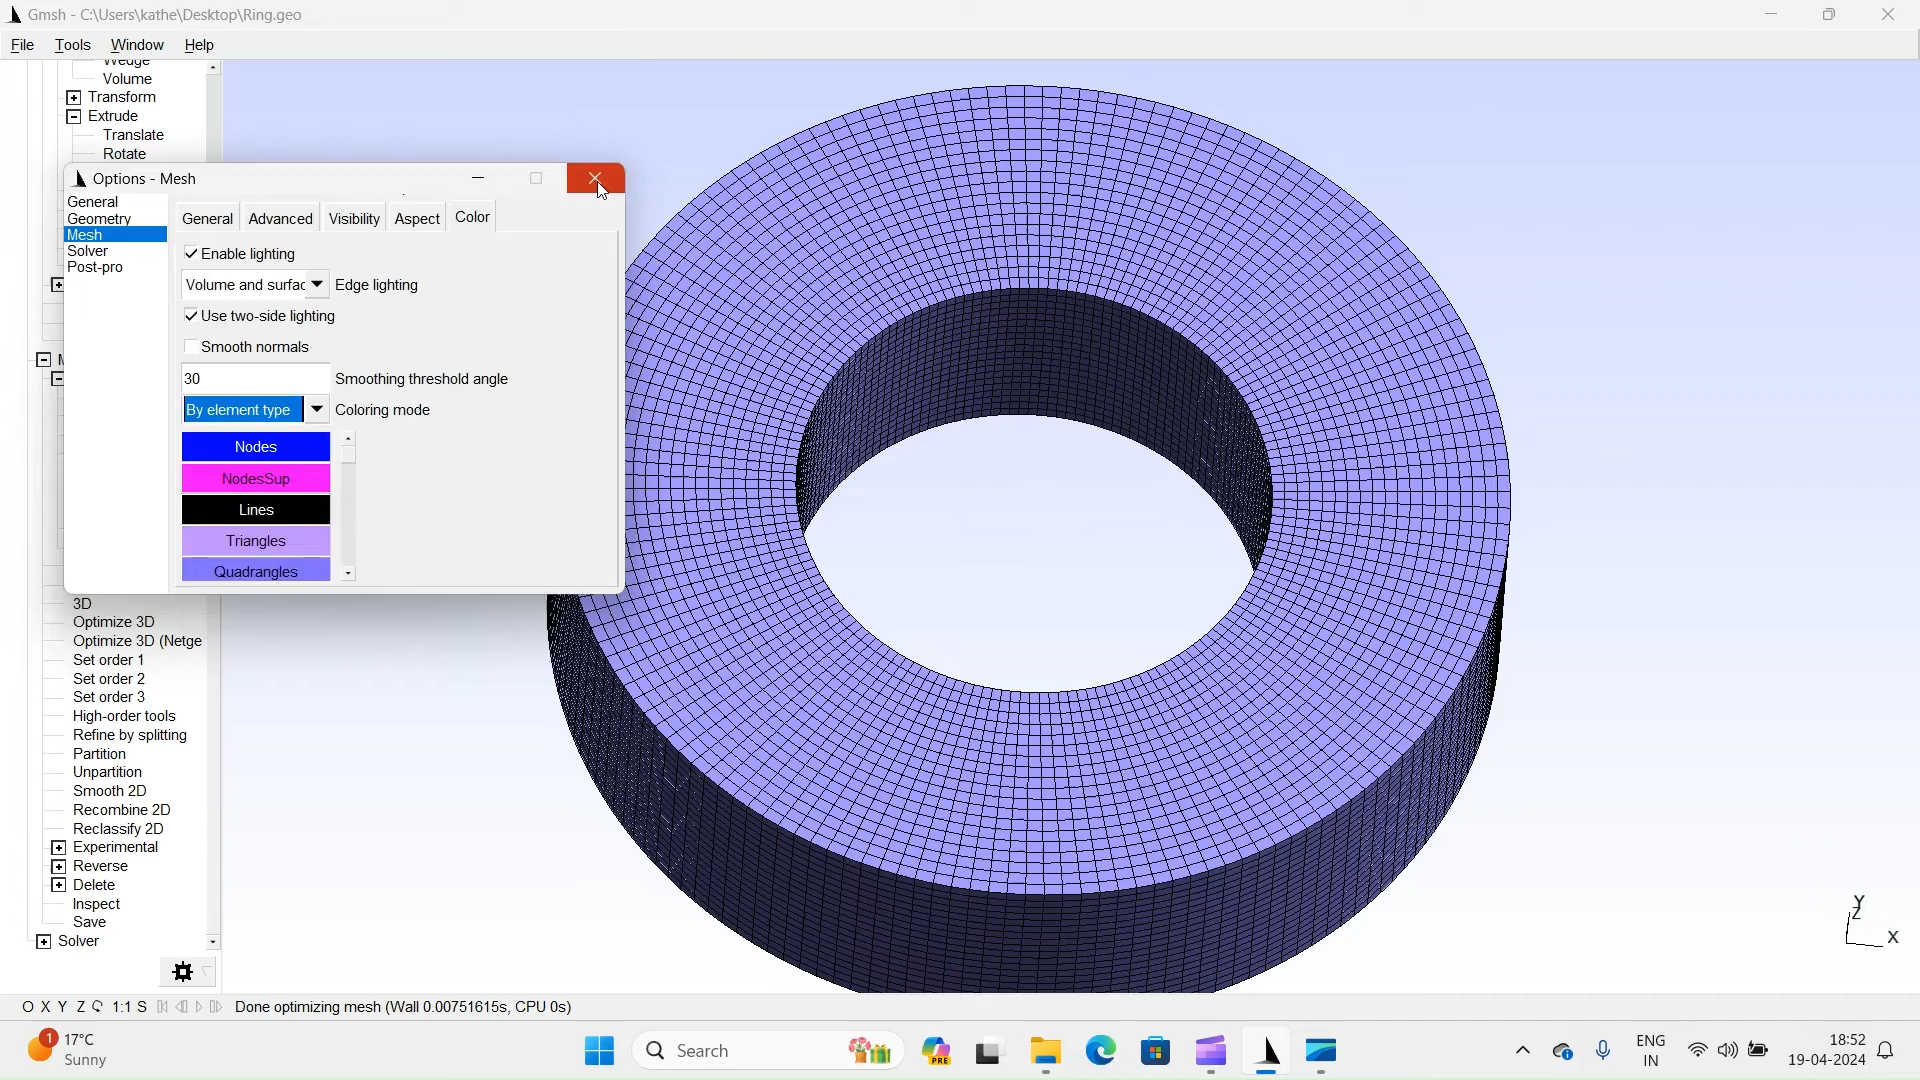 Gmsh - C:\Users\kathe\Desktop\Ring.geo
File Tools Window Help
Wedge
Volume
Transform
Extrude
Translate
Rotate
Options - Mesh
General
Geometry
Mesh
Solver
Post-pro
General Advanced Visibility Aspect Color
Enable lighting
Volume and surfac Edge lighting
Use two-side lighting
Smooth normals
30 Smoothing threshold angle
By element type Coloring mode
Nodes
NodesSup
Lines
Triangles
Quadrangles
3D
Optimize 3D
Optimize 3D (Netge
Set order 1
Set order 2
Set order 3
High-order tools
Refine by splitting
Partition
Unpartition
Smooth 2D
Recombine 2D
Reclassify 2D
Experimental
Reverse
Delete
Inspect
Save
Solver
Y
Z
X
O X Y Z 1:1 S Done optimizing mesh (Wall 0.00751615s, CPU 0s)
1 17°C
Sunny
Search
PRE
ENG
IN
18:52
19-04-2024